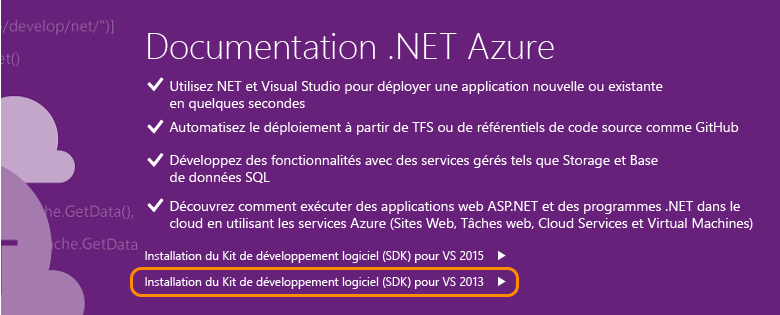 e/develop/net/")]
et()
Documentation .NET Azure
Utilisez NET et Visual Studio pour déployer une application nouvelle ou existante
en quelques secondes
Automatisez le déploiement à partir de TFS ou de référentiels de code source comme GitHub
Développez des fonctionnalités avec des services gérés tels que Storage et Base
de données SQL
Découvrez comment exécuter des applications web ASP.NET et des programmes .NET dans le
cloud en utilisant les services Azure (Sites Web, Tâches web, Cloud Services et Virtual Machines)
che.GetData(),
ache.GetData
Installation du Kit de développement logiciel (SDK) pour VS 2015
Installation du Kit de développement logiciel (SDK) pour VS 2013